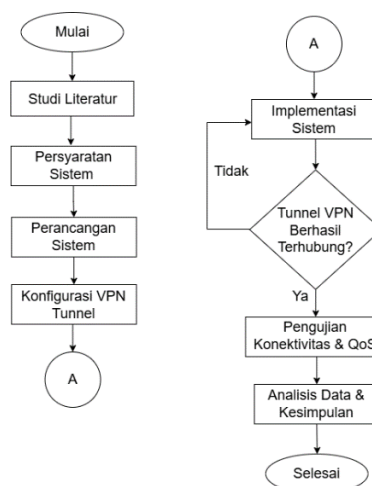 Mulai
Studi Literatur
Persyaratan
Sistem
Perancangan
Sistem
Konfigurasi VPN
Tunnel
A
A
Implementasi
Sistem
Tidak
Tunnel VPN
Berhasil
Terhubung?
Ya
Pengujian
Konektivitas & QoS
Analisis Data &
Kesimpulan
Selesai